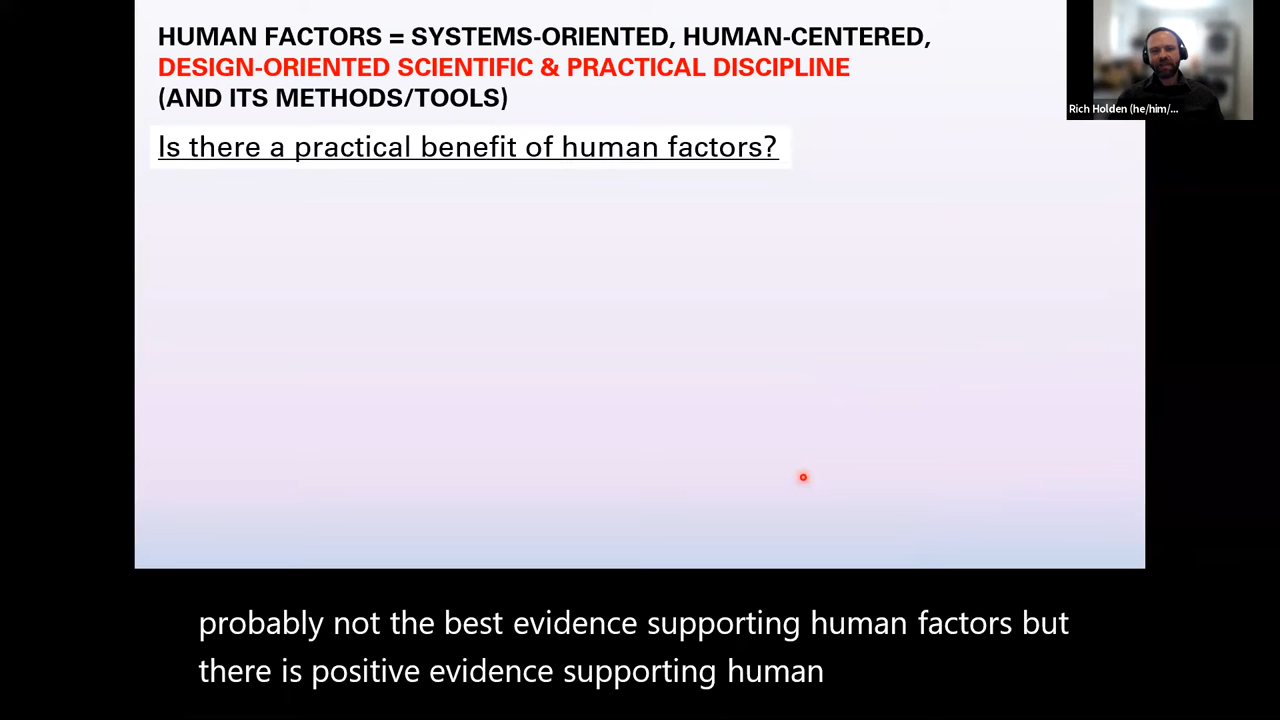 HUMAN FACTORS = SYSTEMS-ORIENTED, HUMAN-CENTERED,
DESIGN-ORIENTED SCIENTIFIC & PRACTICAL DISCIPLINE
(AND ITS METHODS/TOOLS)
Rich Holden (he/him/...
Is there a practical benefit of human factors?
probably not the best evidence supporting human factors but
there is positive evidence supporting human